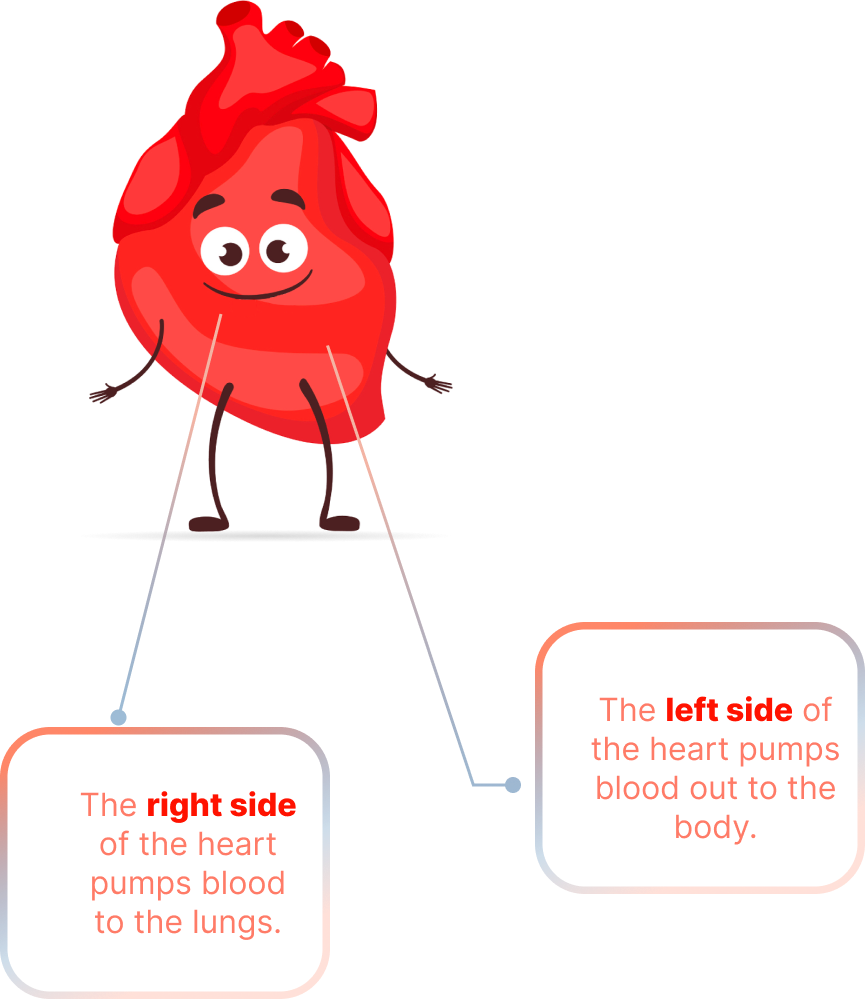 The right side
of the heart
pumps blood
to the lungs.
The left side of
the heart pumps
blood out to the
body.